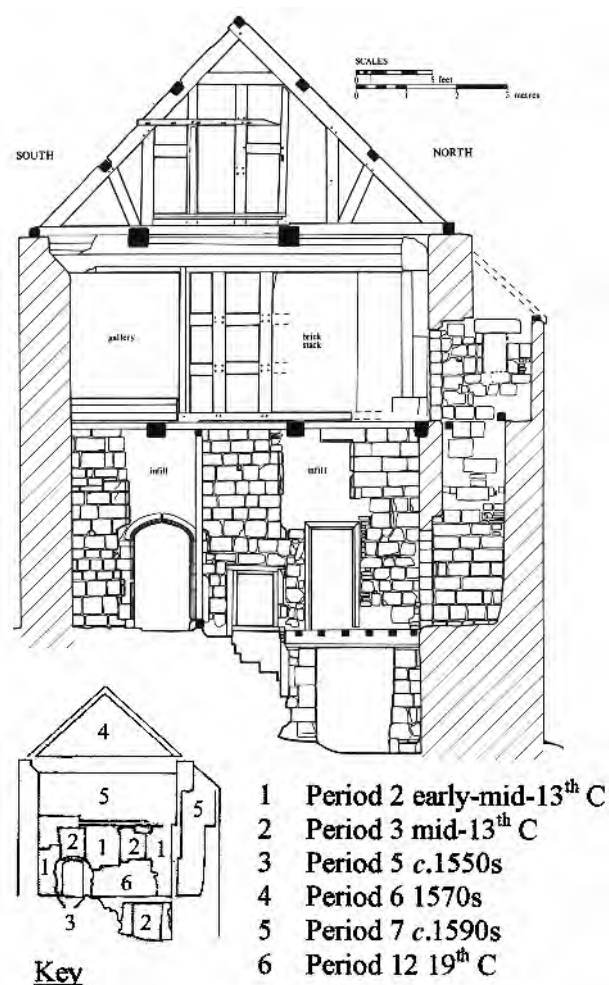 SCALES
0 1 5 feet
0 1 2 3 metres
SOUTH
NORTH
gallery
brick
stack
infill
infill
4
5
5
2 1 2 1
1
6
3
2
Key
1 Period 2 early-mid-13th C
2 Period 3 mid-13th C
3 Period 5 c.1550s
4 Period 6 1570s
5 Period 7 c.1590s
6 Period 12 19th C